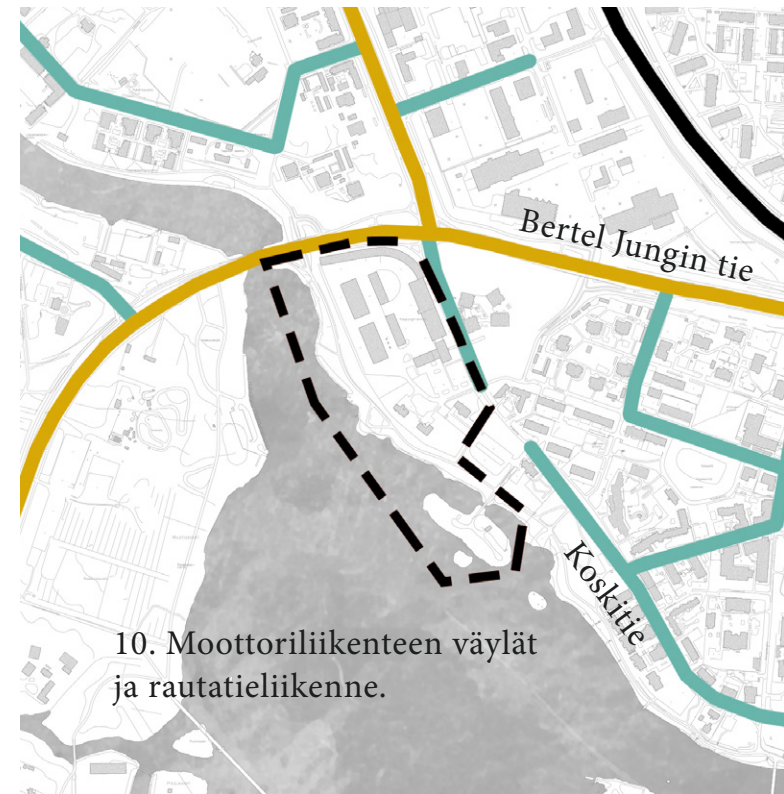 Bertel Jungin tie
Koskitie
10. Moottoriliikenteen väylät
ja rautatieliikenne.